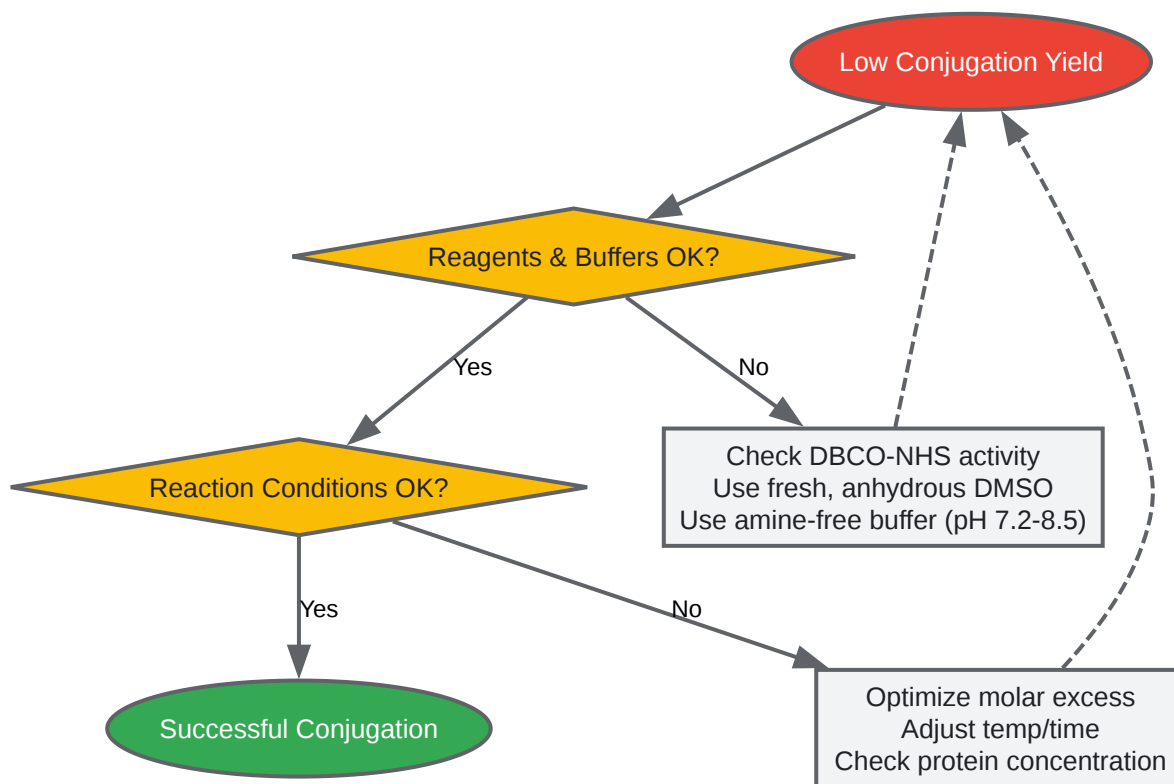 Low Conjugation Yield
Reagents & Buffers OK?
Yes
No
Check DBCO-NHS activity
Use fresh, anhydrous DMSO
Use amine-free buffer (pH 7.2-8.5)
Reaction Conditions OK?
Yes
No
Successful Conjugation
Optimize molar excess
Adjust temp/time
Check protein concentration